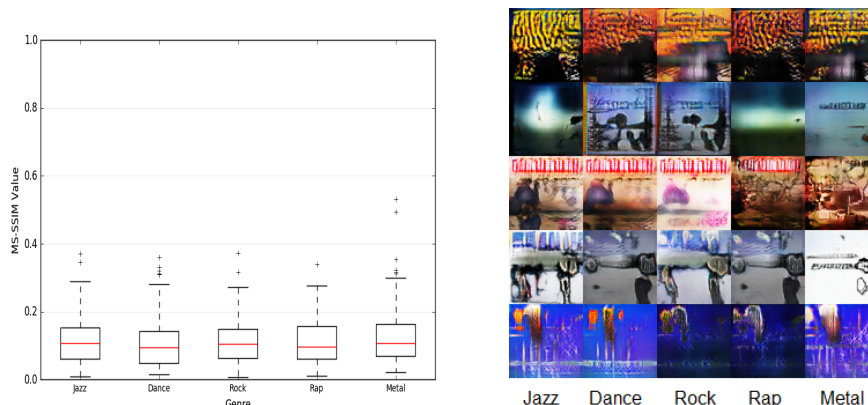 1.0
0.8
0.6
0.4
0.2
0.0
MS-SSIM Value
Jazz Dance Rock Rap Metal
Genre
Jazz Dance Rock Rap Metal